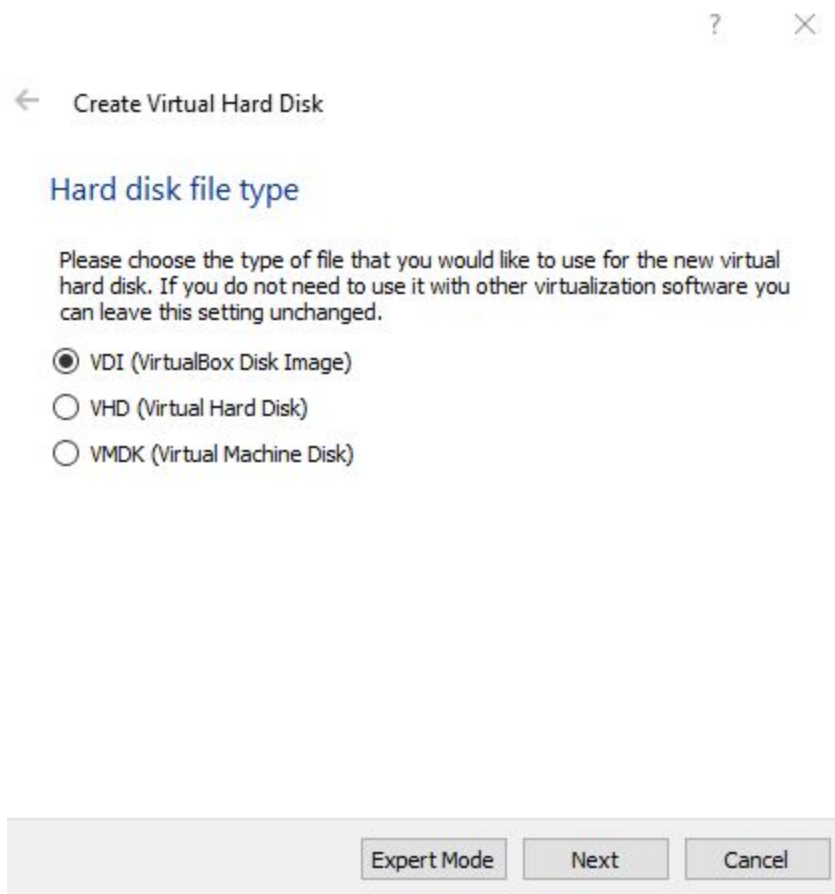 ?
Create Virtual Hard Disk
Hard disk file type
Please choose the type of file that you would like to use for the new virtual
hard disk. If you do not need to use it with other virtualization software you
can leave this setting unchanged.
VDI (VirtualBox Disk Image)
VHD (Virtual Hard Disk)
VMDK (Virtual Machine Disk)
Expert Mode Next Cancel